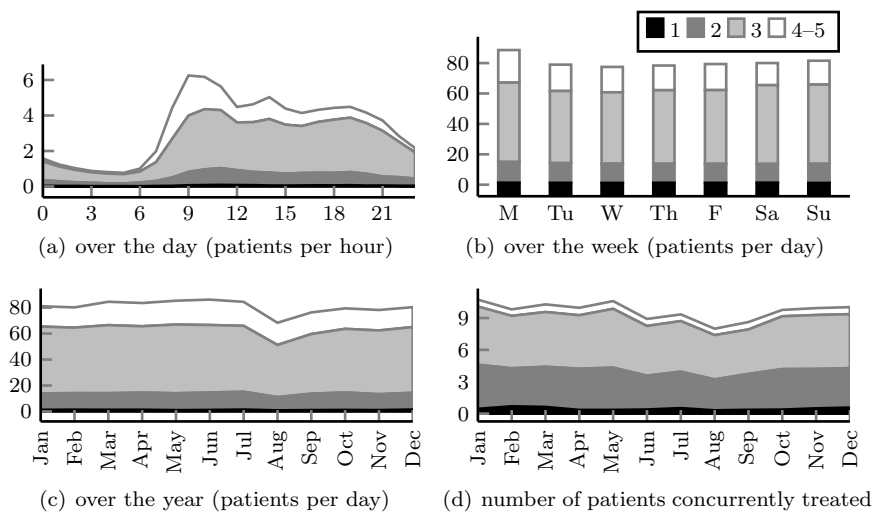 1 2 3 4–5
6
4
2
0
0 3 6 9 12 15 18 21
(a) over the day (patients per hour)
80
60
40
20
0
M Tu W Th F Sa Su
(b) over the week (patients per day)
80
60
40
20
0
Jan Feb Mar Apr May Jun Jul Aug Sep Oct Nov Dec
(c) over the year (patients per day)
9
6
3
0
Jan Feb Mar Apr May Jun Jul Aug Sep Oct Nov Dec
(d) number of patients concurrently treated